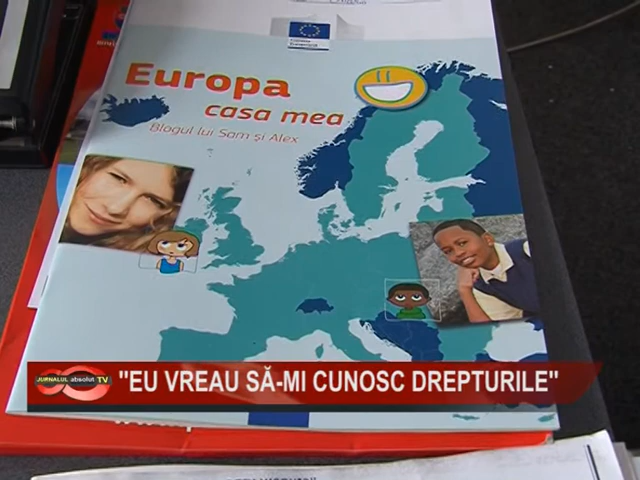 Europa
casa mea
Blogul lui Sam și Alex
JURNALUL absolut TV
"EU VREAU SĂ-MI CUNOSC DREPTURILE"